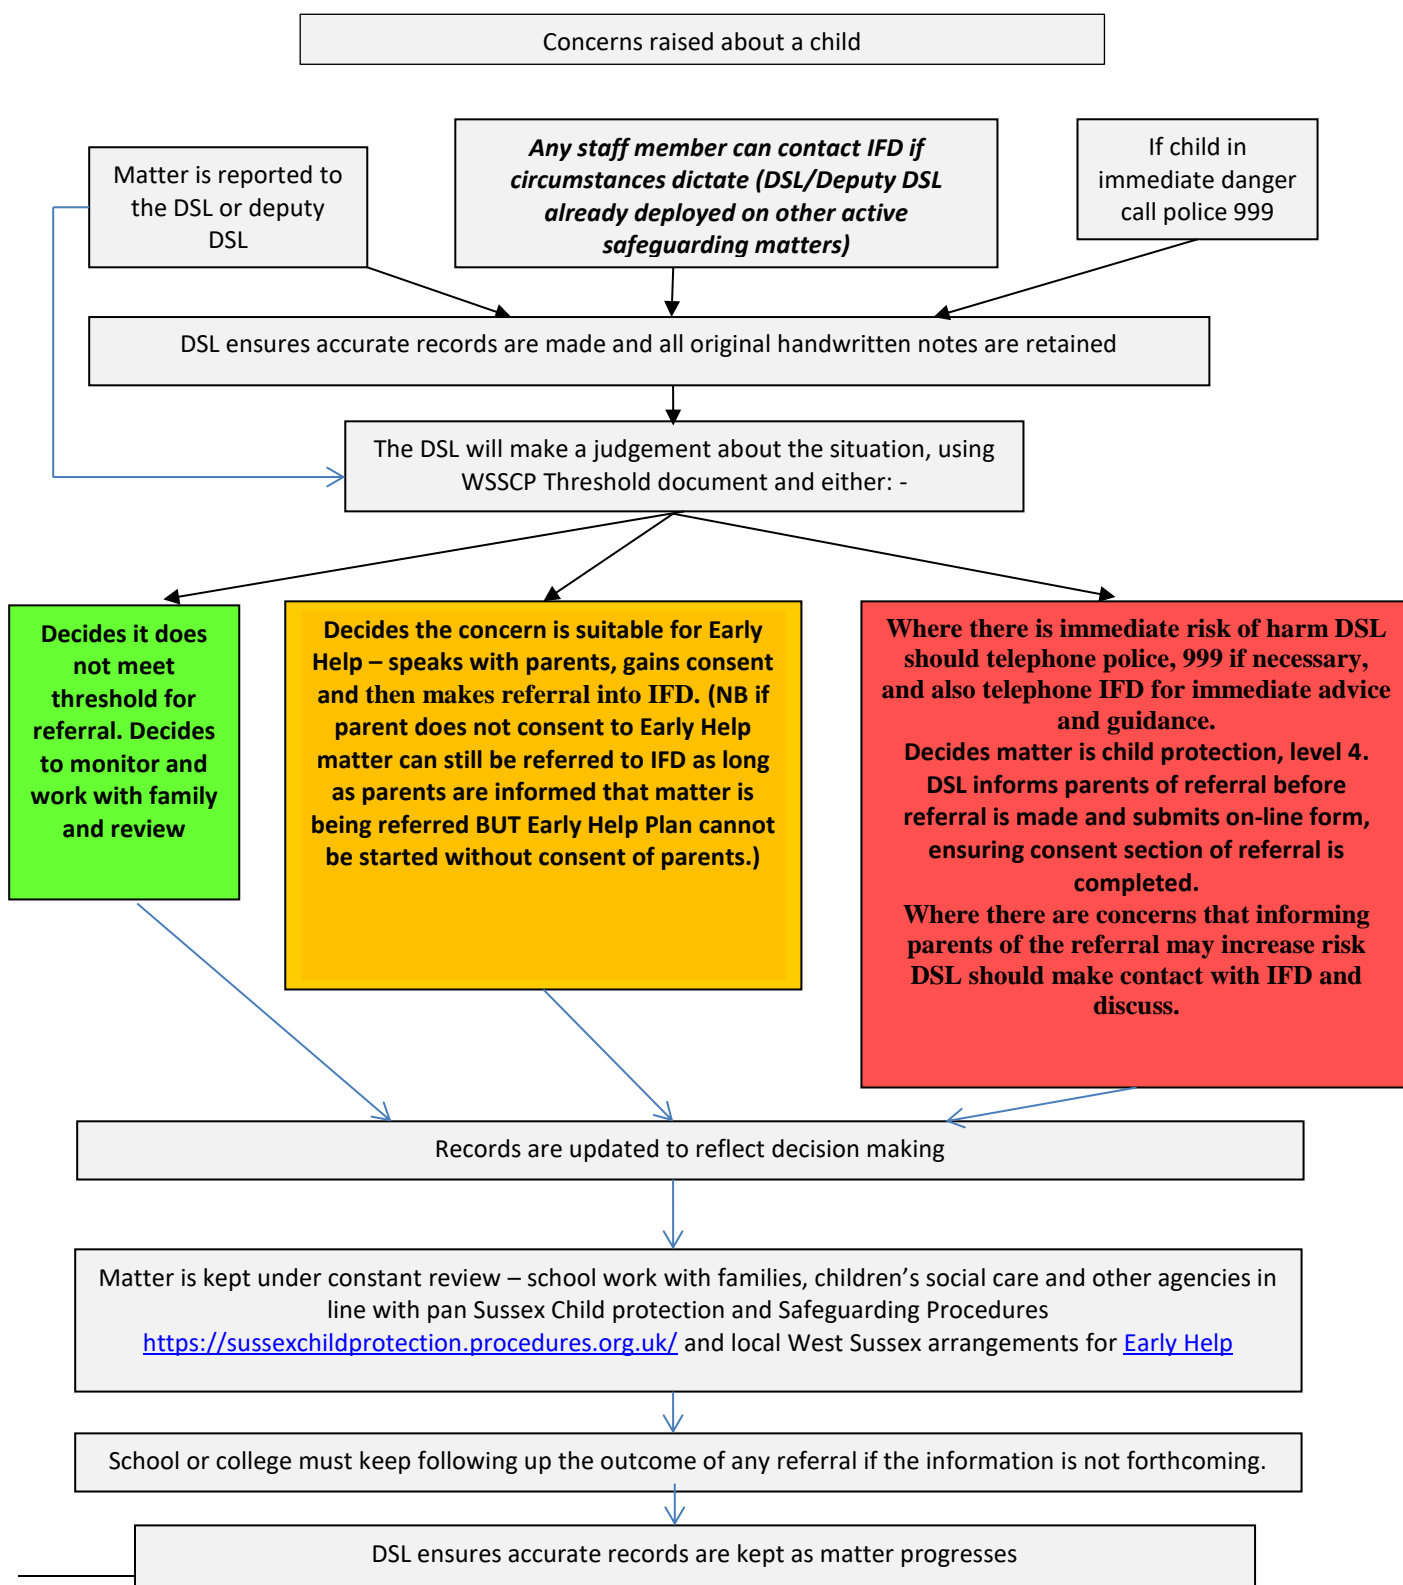 Concerns raised about a child
Matter is reported to
the DSL or deputy
DSL
Any staff member can contact IFD if
circumstances dictate (DSL/Deputy DSL
already deployed on other active
safeguarding matters)
If child in
immediate danger
call police 999
DSL ensures accurate records are made and all original handwritten notes are retained
The DSL will make a judgement about the situation, using
WSSCP Threshold document and either: -
Decides it does
not meet
threshold for
referral. Decides
to monitor and
work with family
and review
Decides the concern is suitable for Early
Help – speaks with parents, gains consent
and then makes referral into IFD. (NB if
parent does not consent to Early Help
matter can still be referred to IFD as long
as parents are informed that matter is
being referred BUT Early Help Plan cannot
be started without consent of parents.)
Where there is immediate risk of harm DSL
should telephone police, 999 if necessary,
and also telephone IFD for immediate advice
and guidance.
Decides matter is child protection, level 4.
DSL informs parents of referral before
referral is made and submits on-line form,
ensuring consent section of referral is
completed.
Where there are concerns that informing
parents of the referral may increase risk
DSL should make contact with IFD and
discuss.
Records are updated to reflect decision making
Matter is kept under constant review – school work with families, children’s social care and other agencies in
line with pan Sussex Child protection and Safeguarding Procedures
https://sussexchildprotection.procedures.org.uk/ and local West Sussex arrangements for Early Help
School or college must keep following up the outcome of any referral if the information is not forthcoming.
DSL ensures accurate records are kept as matter progresses